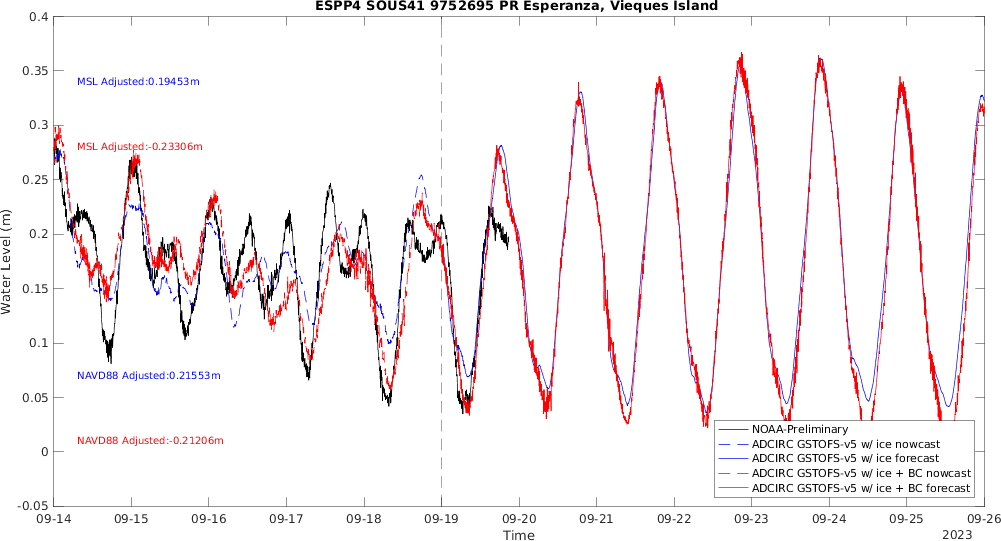 ESPP4 SOUS41 9752695 PR Esperanza, Vieques Island
0.4
0.35
0.3
0.25
0.2
0.15
0.1
0.05
0
-0.05
Water Level (m)
MSL Adjusted:0.19453m
MSL Adjusted:-0.23306m
NAVD88 Adjusted:0.21553m
NAVD88 Adjusted:-0.21206m
NOAA-Preliminary
ADCIRC GSTOFS-v5 w/ ice nowcast
ADCIRC GSTOFS-v5 w/ ice forecast
ADCIRC GSTOFS-v5 w/ ice + BC nowcast
ADCIRC GSTOFS-v5 w/ ice + BC forecast
09-14 09-15 09-16 09-17 09-18 09-19 09-20 09-21 09-22 09-23 09-24 09-25 09-26
Time
2023